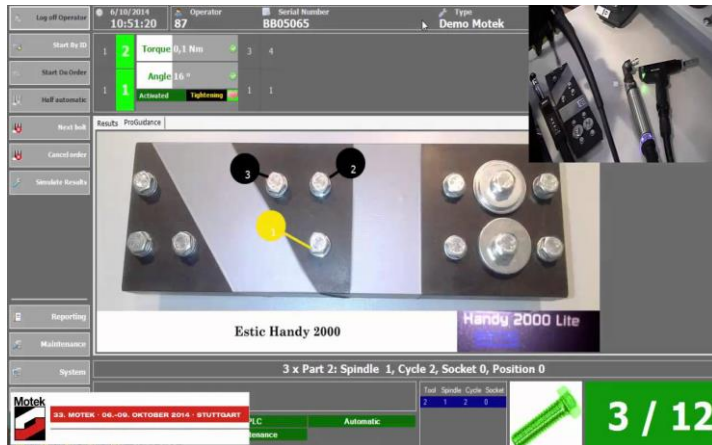 Log off Operator
6/10/2014
10:51:20
Operator
87
Serial Number
BB05065
Type
Demo Motek
Start By ID
Start On Order
Half automatic
Next bolt
Cancel order
Simulate Results
1
2
Torque 0,1 Nm
3
4
1
1
Angle 16 º
1
1
Activated
Tightening
Results
ProGuidance
3
2
1
Estic Handy 2000
Handy 2000 Lite
Reporting
Maintenance
System
3 x Part 2: Spindle 1, Cycle 2, Socket 0, Position 0
Tool Spindle Cycle Socket
2 1 2 0
Motek
33. MOTEK · 06.-09. OKTOBER 2014 · STUTTGART
PLC
Automatic
tenance
3 / 12